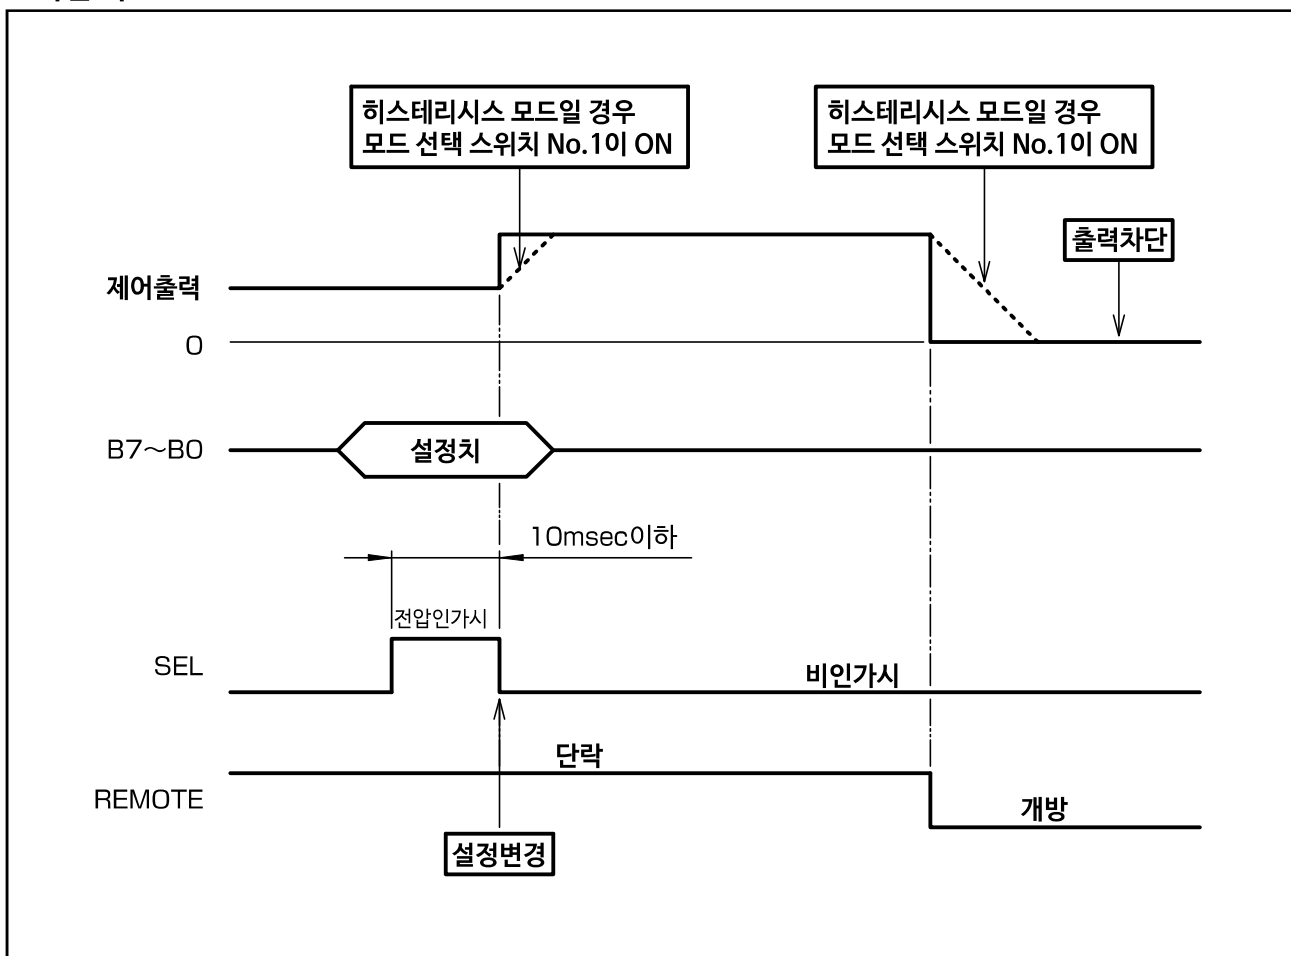 히스테리시스 모드일 경우
모드 선택 스위치 No.1이 ON
히스테리시스 모드일 경우
모드 선택 스위치 No.1이 ON
출력차단
제어출력
0
B7～B0
설정치
10msec이하
전압인가시
SEL
비인가시
단락
REMOTE
개방
설정변경